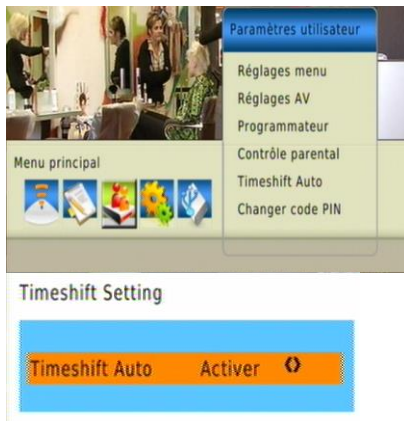 Paramètres utilisateur
Réglages menu
Réglages AV
Programmateur
Contrôle parental
Timeshift Auto
Changer code PIN
Menu principal
Timeshift Setting
Timeshift Auto Activer